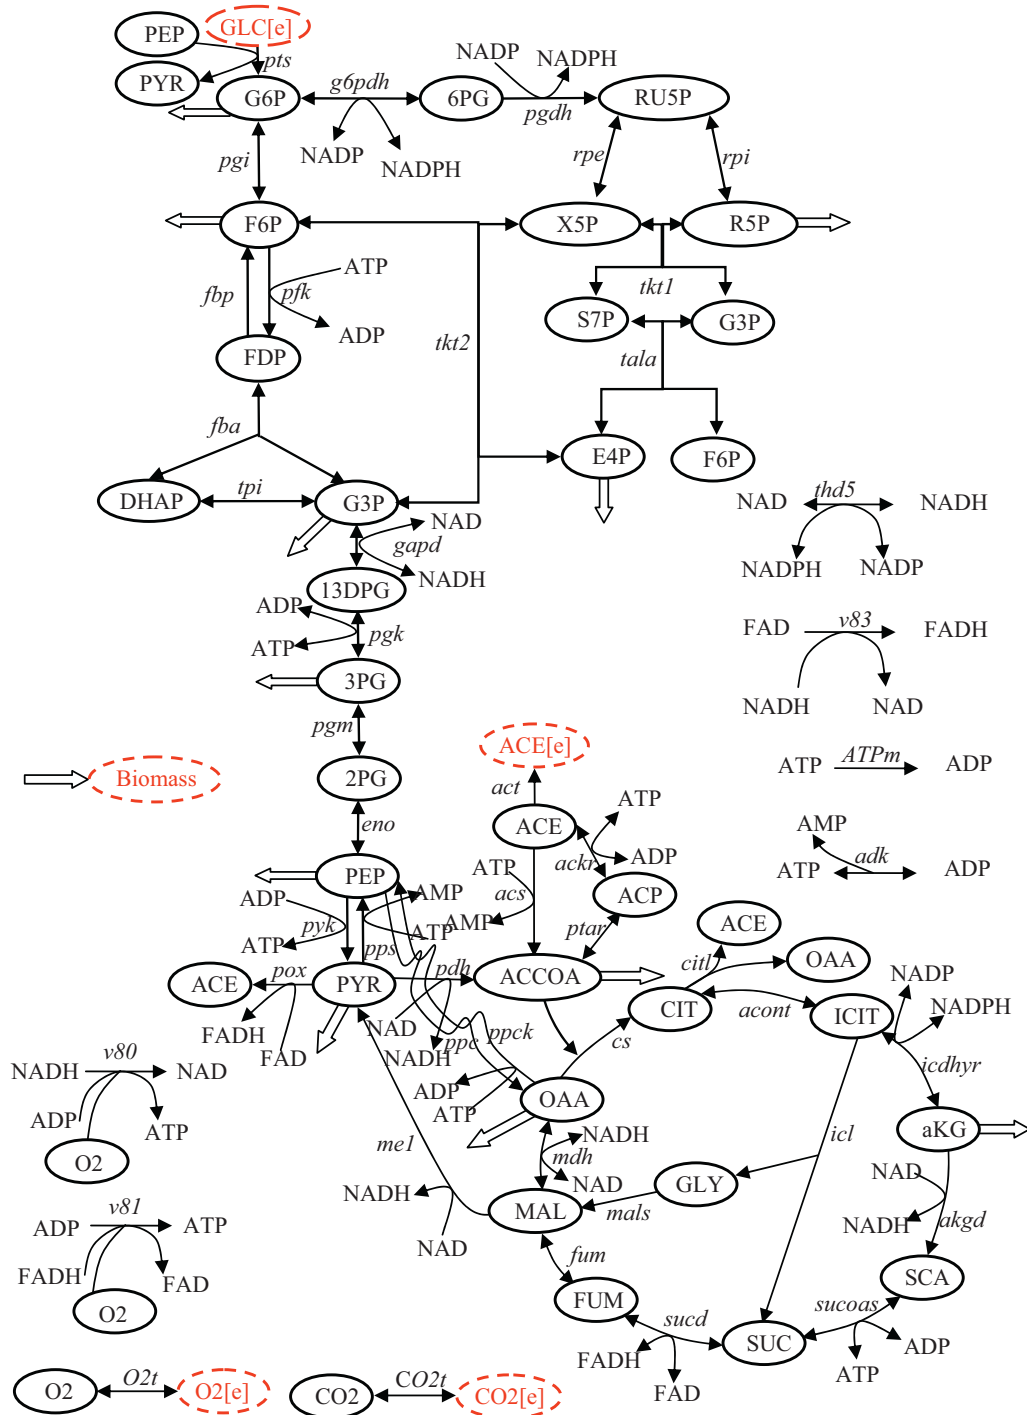 PEP GLC[e]
pts
PYR
G6P g6pdh 6PG NADP NADPH pgdh RU5P
NADP NADPH
pgi rpe rpi
F6P X5P R5P
ATP
fbp pfk
ADP
tkt1
S7P G3P
tkt2
FDP
tala
fba
E4P F6P
DHAP tpi G3P
NAD thd5 NADH
NADPH NADP
NAD
gapd
NADH
13DPG
ADP
pgk
ATP
FAD v83 FADH
NADH NAD
3PG
pgm
ACE[e]
Biomass
2PG
act
ATP ATPm ADP
eno
ACE ATP
ackr ADP
AMP
ATP adk ADP
PEP
ATP
acs
AMP
ACP
ptar
ADP
pyk
ATP
AMP
pps ATP
ACE pox PYR pdh ACCOA
citl ACE OAA
CIT acont ICIT
NADP
NADPH
FADH FAD
NAD
NADH
ppc ppck cs
icdhyr
v80
NADH NAD
ADP ATP
O2
ADP
ATP
OAA
aKG
me1
NADH
mdh
NAD
icl
NAD
NADH akgd
NADH
NAD
MAL mals GLY
v81
ADP ATP
FADH FAD
O2
fum
FUM sucd SUC sucoas SCA
FADH
FAD
ADP
ATP
O2 O2t O2[e]
CO2 CO2t CO2[e]